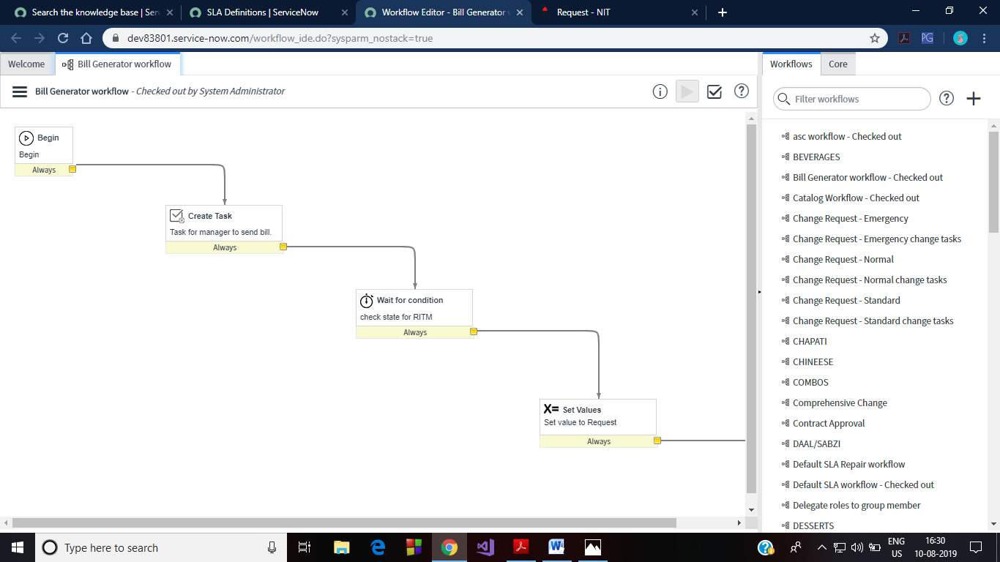 Search the knowledge base | Serv
SLA Definitions | ServiceNow
Workflow Editor - Bill Generator w
Request - NIT
dev83801.service-now.com/workflow_ide.do?sysparm_nostack=true
Welcome
Bill Generator workflow
Bill Generator workflow - Checked out by System Administrator
Begin
Begin
Always
Create Task
Task for manager to send bill.
Always
Wait for condition
check state for RITM
Always
X= Set Values
Set value to Request
Always
Workflows
Core
Filter workflows
asc workflow - Checked out
BEVERAGES
Bill Generator workflow - Checked out
Catalog Workflow - Checked out
Change Request - Emergency
Change Request - Emergency change tasks
Change Request - Normal
Change Request - Normal change tasks
Change Request - Standard
Change Request - Standard change tasks
CHAPATI
CHINEESE
COMBOS
Comprehensive Change
Contract Approval
DAAL/SABZI
Default SLA Repair workflow
Default SLA workflow - Checked out
Delegate roles to group member
DESSERTS
Type here to search
ENG
US
16:30
10-08-2019